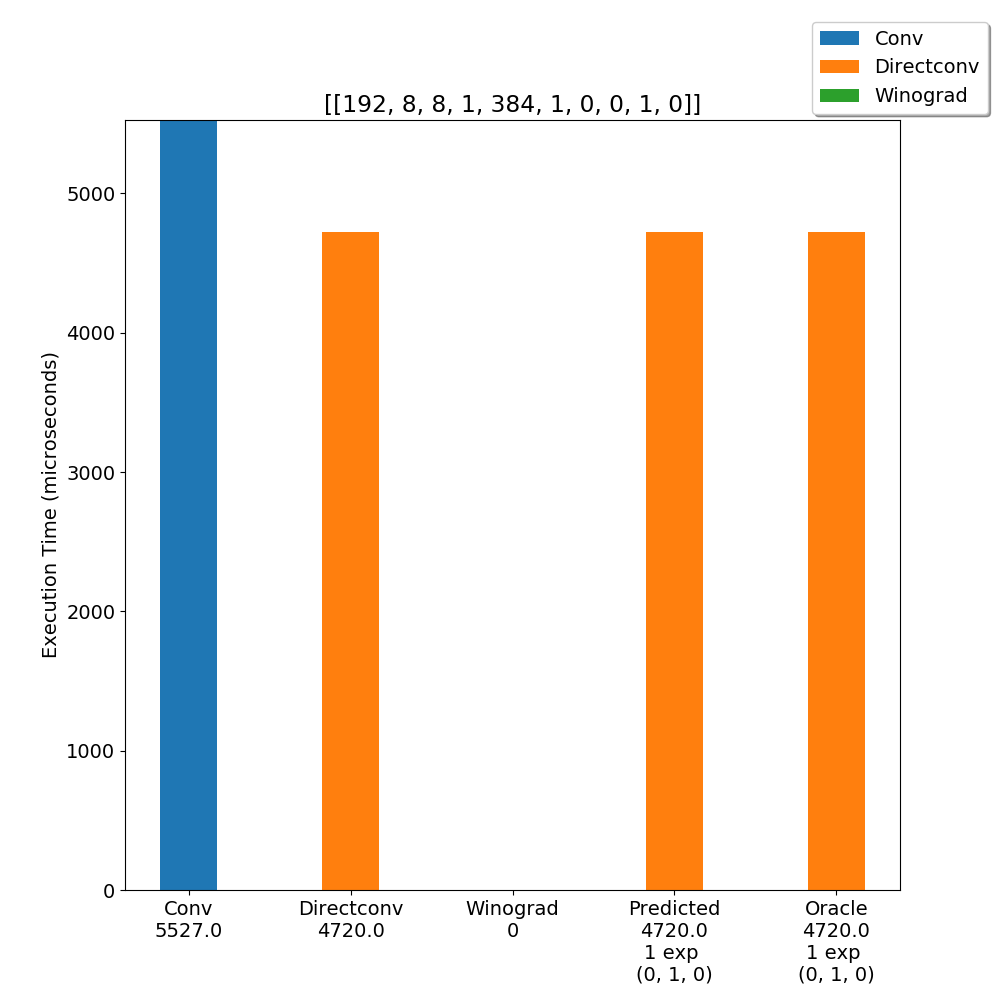 Conv
Directconv
Winograd
[[192, 8, 8, 1, 384, 1, 0, 0, 1, 0]]
Execution Time (microseconds)
5000
4000
3000
2000
1000
0
Conv
5527.0
Directconv
4720.0
Winograd
0
Predicted
4720.0
1 exp
(0, 1, 0)
Oracle
4720.0
1 exp
(0, 1, 0)